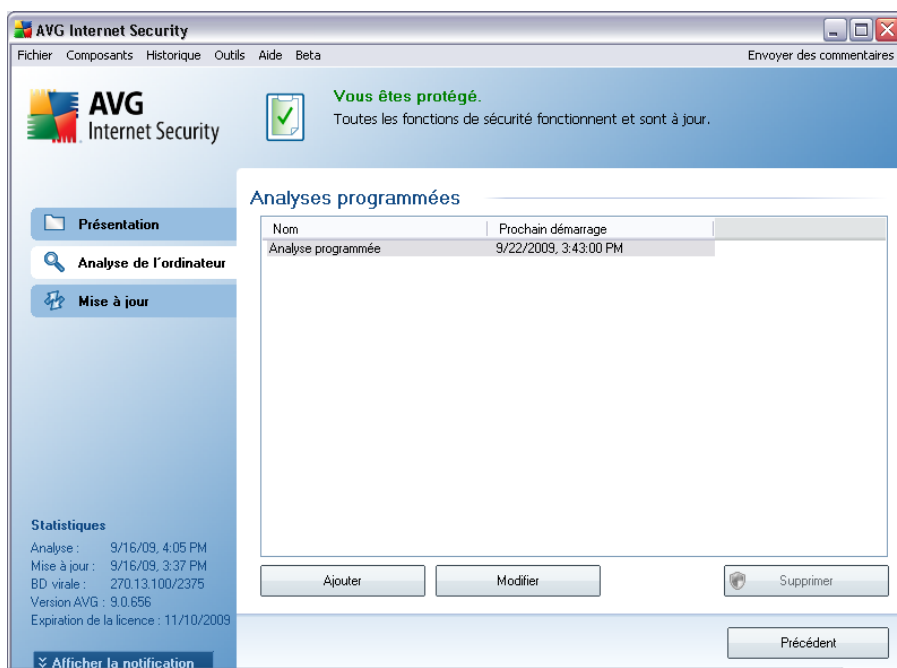 AVG Internet Security
Fichier Composants Historique Outils Aide Beta Envoyer des commentaires
AVG
Internet Security
Vous êtes protégé.
Toutes les fonctions de sécurité fonctionnent et sont à jour.
Présentation
Analyse de l´ordinateur
Mise à jour
Analyses programmées
Nom Prochain démarrage
Analyse programmée 9/22/2009, 3:43:00 PM
Ajouter Modifier Supprimer
Précédent
Statistiques
Analyse : 9/16/09, 4:05 PM
Mise à jour : 9/16/09, 3:37 PM
BD virale : 270.13.100/2375
Version AVG : 9.0.656
Expiration de la licence : 11/10/2009
Afficher la notification